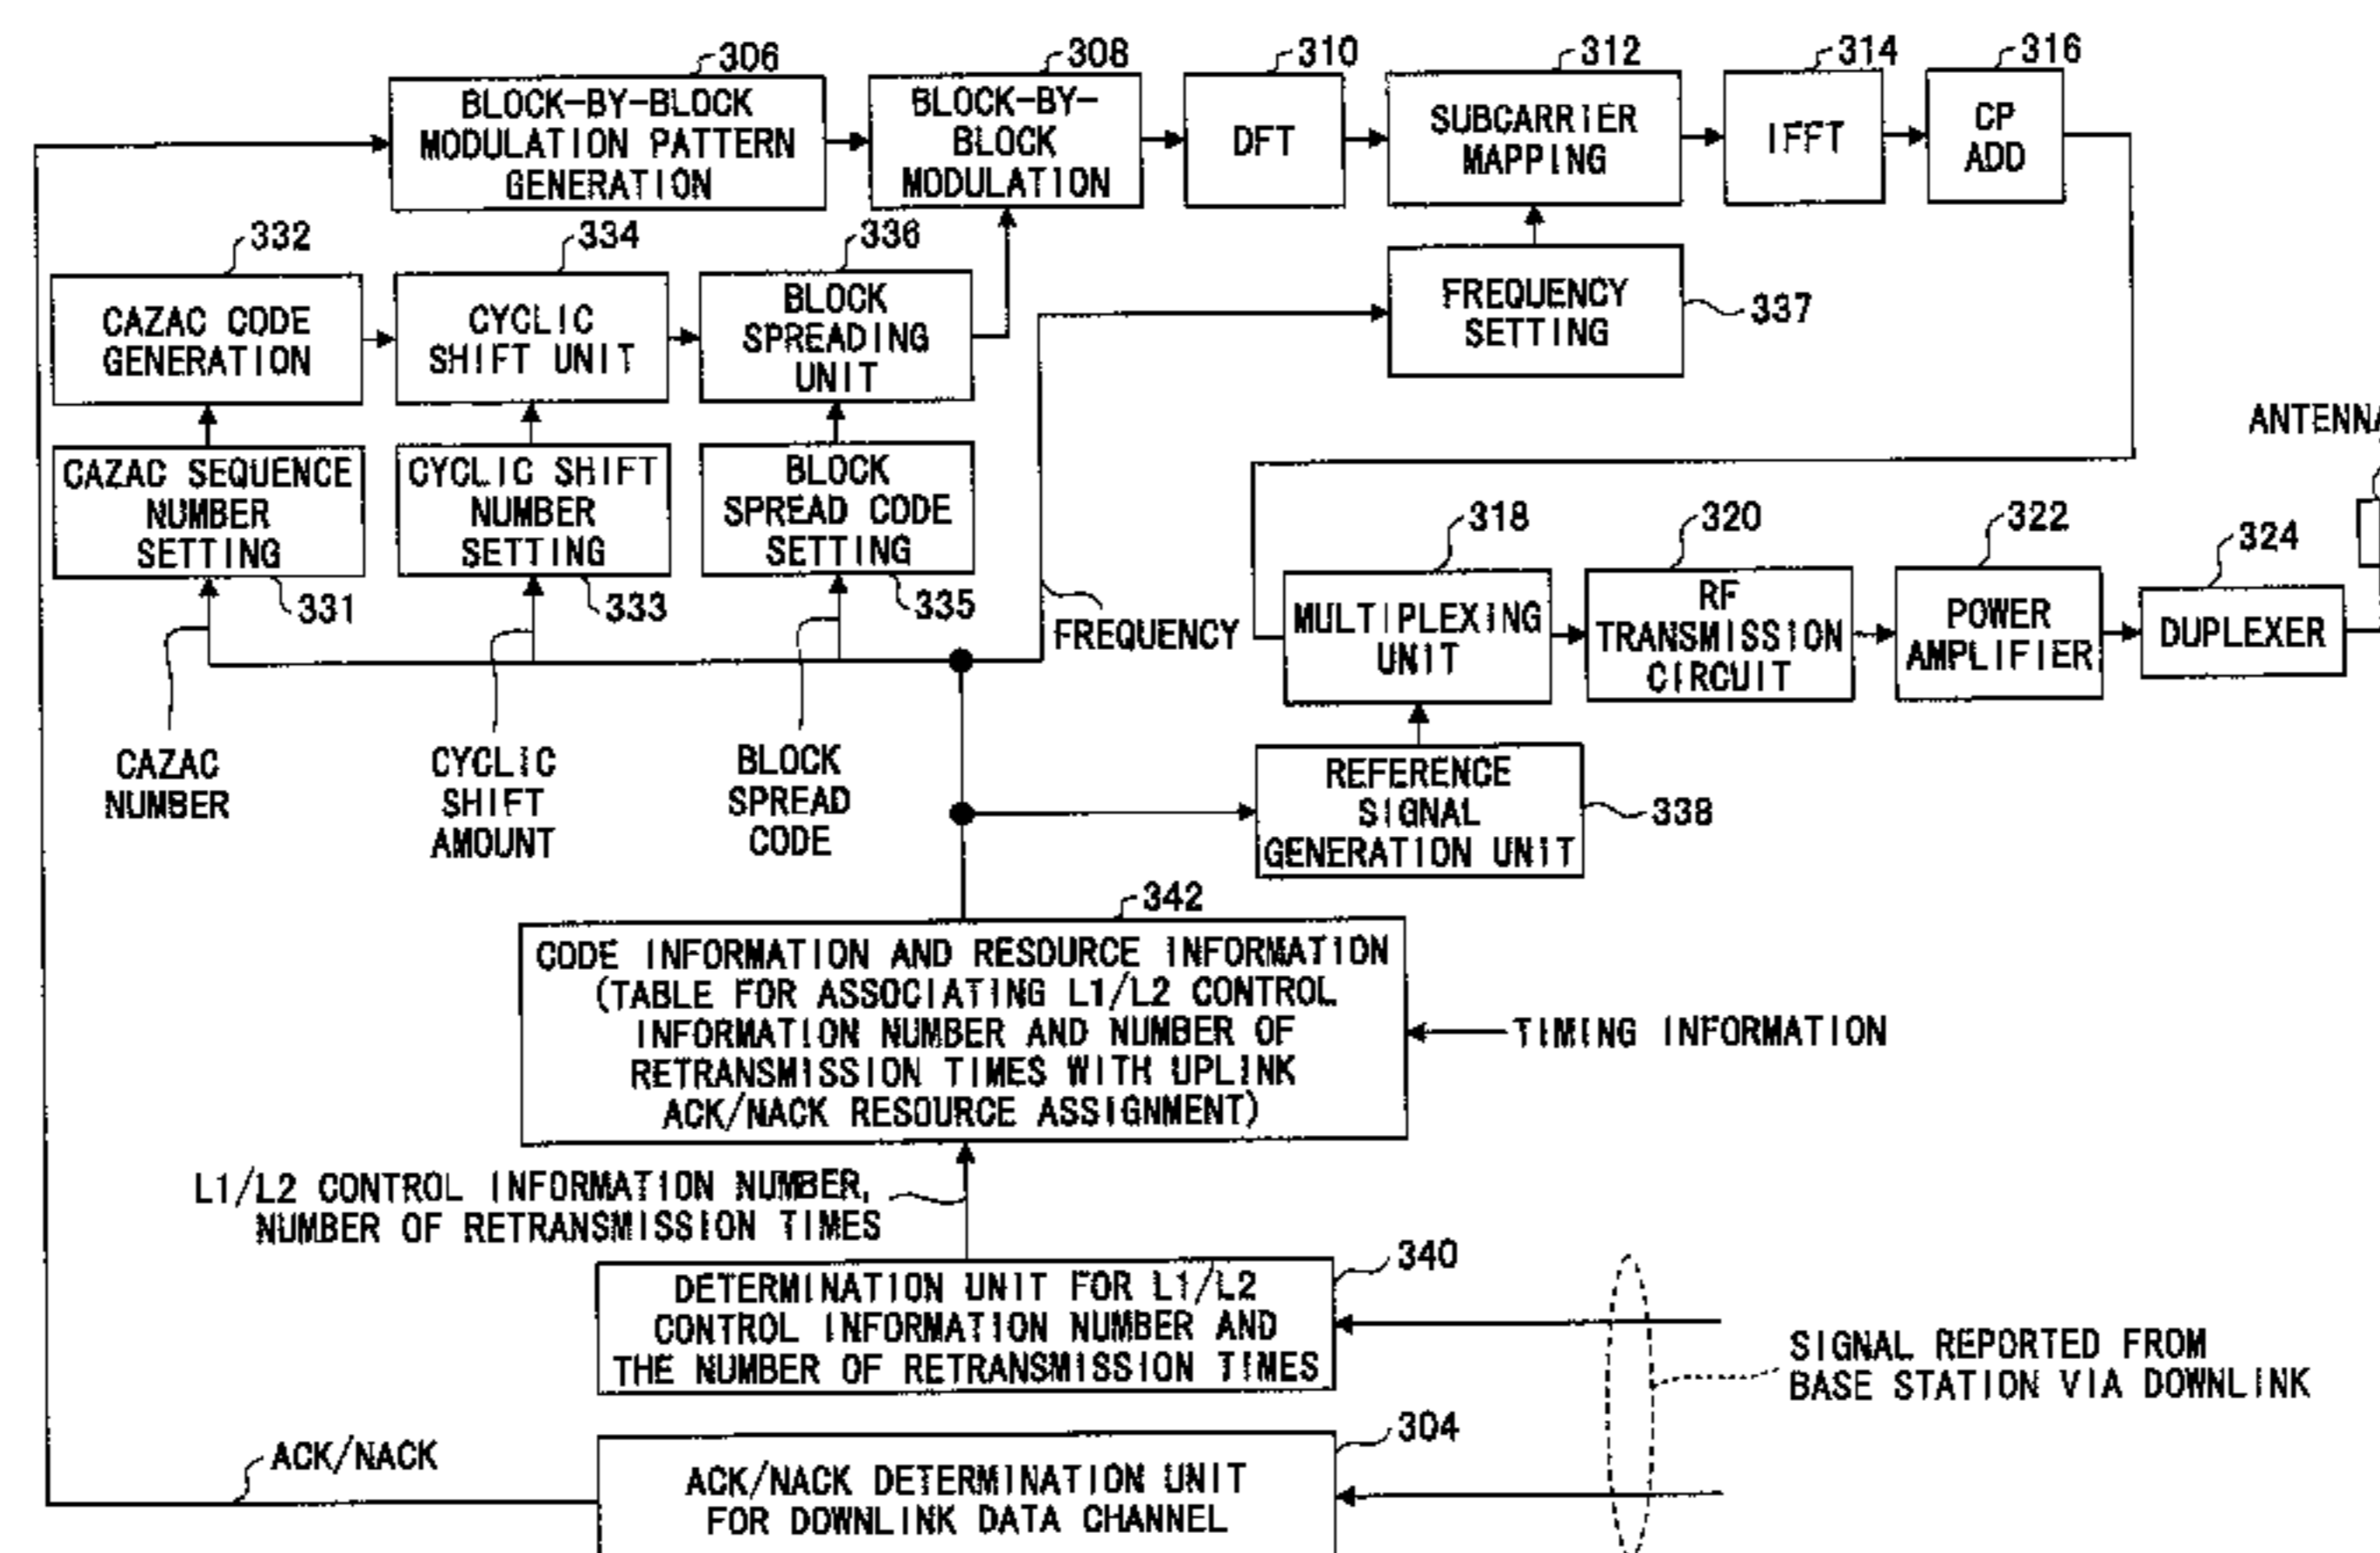 306
308
310
312
314
316
BLOCK-BY-BLOCK
MODULATION PATTERN
GENERATION
BLOCK-BY-
BLOCK
MODULATION
DFT
SUBCARRIER
MAPPING
IFFT
CP
ADD
332
334
336
CAZAC CODE
GENERATION
CYCLIC
SHIFT UNIT
BLOCK
SPREADING
UNIT
FREQUENCY
SETTING
337
ANTENNA
CAZAC SEQUENCE
NUMBER
SETTING
CYCLIC SHIFT
NUMBER
SETTING
BLOCK
SPREAD CODE
SETTING
331
333
335
FREQUENCY
318
320
322
324
MULTIPLEXING
UNIT
RF
TRANSMISSION
CIRCUIT
POWER
AMPLIFIER
DUPLEXER
CAZAC
NUMBER
CYCLIC
SHIFT
AMOUNT
BLOCK
SPREAD
CODE
REFERENCE
SIGNAL
GENERATION UNIT
338
342
CODE INFORMATION AND RESOURCE INFORMATION
(TABLE FOR ASSOCIATING L1/L2 CONTROL
INFORMATION NUMBER AND NUMBER OF
RETRANSMISSION TIMES WITH UPLINK
ACK/NACK RESOURCE ASSIGNMENT)
TIMING INFORMATION
L1/L2 CONTROL INFORMATION NUMBER,
NUMBER OF RETRANSMISSION TIMES
340
DETERMINATION UNIT FOR L1/L2
CONTROL INFORMATION NUMBER AND
THE NUMBER OF RETRANSMISSION TIMES
SIGNAL REPORTED FROM
BASE STATION VIA DOWNLINK
304
ACK/NACK
ACK/NACK DETERMINATION UNIT
FOR DOWNLINK DATA CHANNEL